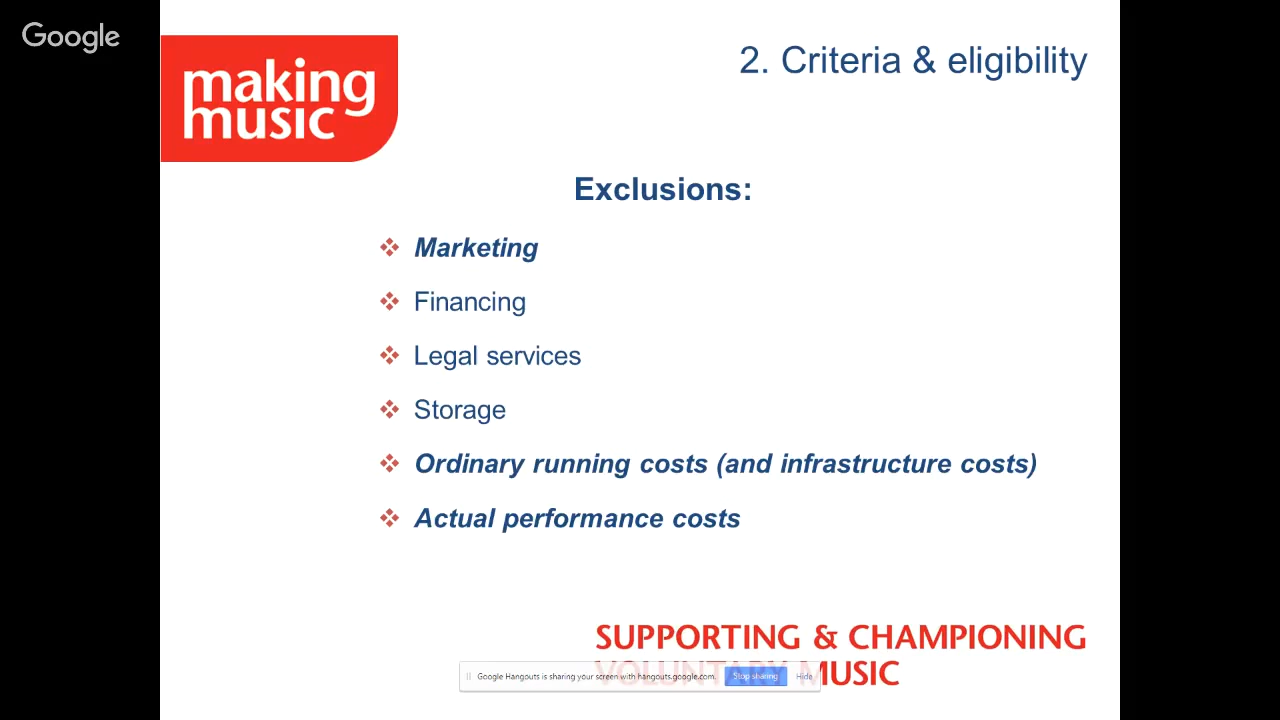 Google
making
music
2. Criteria & eligibility
Exclusions:
Marketing
Financing
Legal services
Storage
Ordinary running costs (and infrastructure costs)
Actual performance costs
SUPPORTING & CHAMPIONING
VOLUNTARY MUSIC
Google Hangouts is sharing your screen with hangouts.google.com.
Stop sharing
Hide